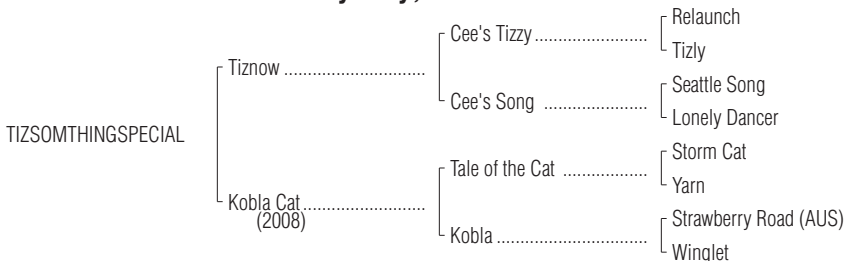 Relaunch
Cee's Tizzy ..........................
Tizly
Tiznow .................................
Seattle Song
Cee's Song ........................
Lonely Dancer
TIZSOMTHINGSPECIAL
Storm Cat
Tale of the Cat ...................
Yarn
Kobla Cat .............................
(2008)
Strawberry Road (AUS)
Kobla ...................................
Winglet